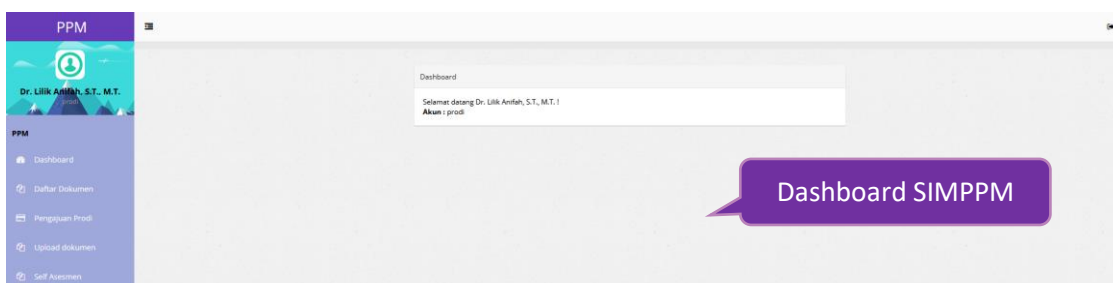 PPM
Dr. Lilik Anifah, S.T., M.T.
prodi
PPM
Dashboard
Daftar Dokumen
Pengajuan Prodi
Upload dokumen
Self Asesmen
Dashboard
Selamat datang Dr. Lilik Anifah, S.T., M.T. !
Akun : prodi
Dashboard SIMPPM